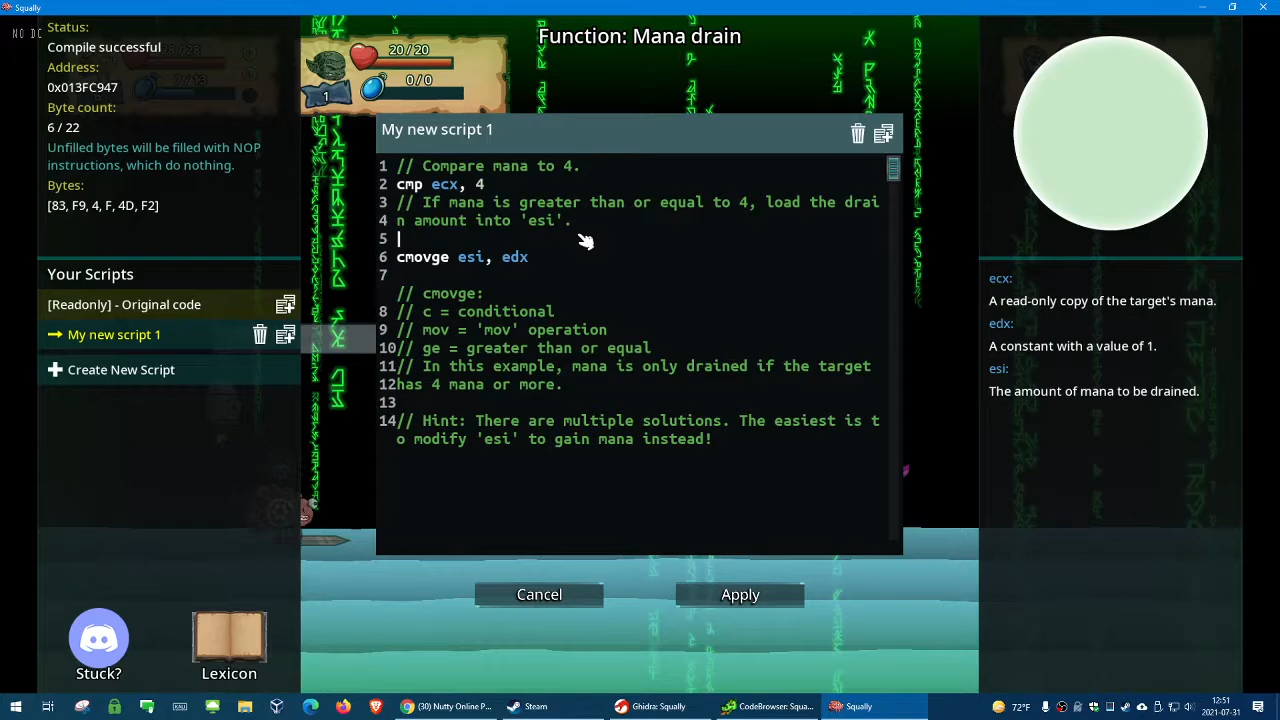 Squally
Status:
Compile successful
Address:
0x013FC947
Byte count:
6 / 22
Unfilled bytes will be filled with NOP
instructions, which do nothing.
Bytes:
[83, F9, 4, F, 4D, F2]
Your Scripts
[Readonly] - Original code
My new script 1
Create New Script
Stuck?
Lexicon
20 / 20
0 / 0
1
Function: Mana drain
My new script 1
1 // Compare mana to 4.
2 cmp ecx, 4
3 // If mana is greater than or equal to 4, load the drai
4 n amount into 'esi'.
5
6 cmovge esi, edx
7
// cmovge:
8 // c = conditional
9 // mov = 'mov' operation
10 // ge = greater than or equal
11 // In this example, mana is only drained if the target
12 has 4 mana or more.
13
14 // Hint: There are multiple solutions. The easiest is t
o modify 'esi' to gain mana instead!
Cancel
Apply
ecx:
A read-only copy of the target's mana.
edx:
A constant with a value of 1.
esi:
The amount of mana to be drained.
(30) Nutty Online P...
Steam
Ghidra: Squally
CodeBrowser: Squa...
Squally
72°F
12:51
2021-07-31